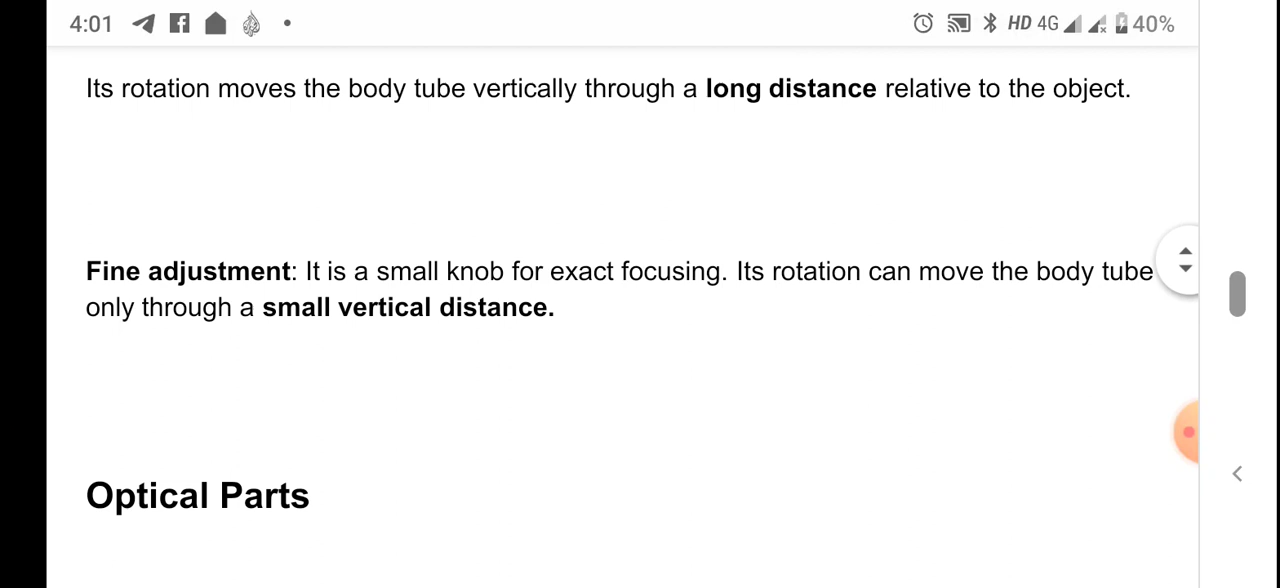 4:01 HD 4G 40%
Its rotation moves the body tube vertically through a long distance relative to the object.
Fine adjustment: It is a small knob for exact focusing. Its rotation can move the body tube
only through a small vertical distance.
Optical Parts